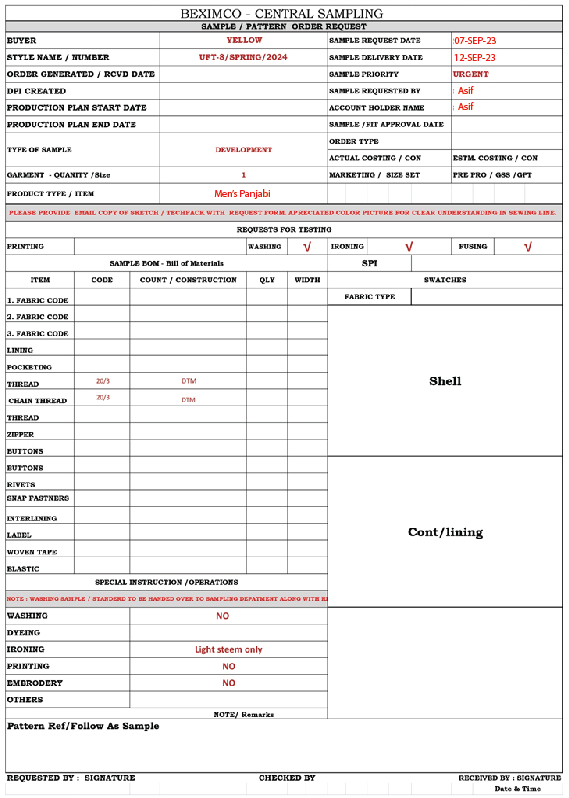 BEXIMCO - CENTRAL SAMPLING
SAMPLE / PATTERN ORDER REQUEST
BUYER YELLOW SAMPLE REQUEST DATE :07-SEP-23
STYLE NAME / NUMBER UFT-8/SPRING/2024 SAMPLE DELIVERY DATE 12-SEP-23
ORDER GENERATED / RCVD DATE SAMPLE PRIORITY URGENT
DPI CREATED SAMPLE REQUESTED BY : Asif
PRODUCTION PLAN START DATE ACCOUNT HOLDER NAME : Asif
PRODUCTION PLAN END DATE SAMPLE /FIT APPROVAL DATE
TYPE OF SAMPLE DEVELOPMENT ORDER TYPE
ACTUAL COSTING / CON ESTM. COSTING / CON
GARMENT - QUANITY /Size 1 MARKETING / SIZE SET PRE PRO / GSS /GPT
PRODUCT TYPE / ITEM Men's Panjabi
PLEASE PROVIDE EMAIL COPY OF SKETCH / TECHPACK WITH REQUEST FORM. APRECIATED COLOR PICTURE FOR CLEAR UNDERSTANDING IN SEWING LINE.
REQUESTS FOR TESTING
PRINTING WASHING √ IRONING √ FUSING √
SAMPLE BOM - Bill of Materials SPI
ITEM CODE COUNT / CONSTRUCTION QLY WIDTH SWATCHES
1. FABRIC CODE FABRIC TYPE
2. FABRIC CODE
3. FABRIC CODE
LINING
POCKETING
THREAD 20/3 DTM Shell
CHAIN THREAD 20/3 DTM
THREAD
ZIPPER
BUTTONS
BUTTONS
RIVETS
SNAP FASTNERS
INTERLINING
LABEL Cont/lining
WOVEN TAPE
ELASTIC
SPECIAL INSTRUCTION /OPERATIONS
NOTE : WASHING SAMPLE / STANDERD TO BE HANDED OVER TO SAMPLING DEPATMENT ALONG WITH
WASHING NO
DYEING
IRONING Light steem only
PRINTING NO
EMBRODERY NO
OTHERS
NOTE/ Remarks
Pattern Ref/Follow As Sample
REQUESTED BY : SIGNATURE CHECKED BY RECEIVED BY : SIGNATURE
Date & Time